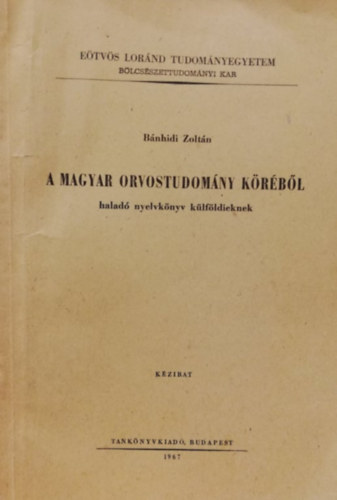 EÖTVÖS LORÁND TUDOMÁNYEGYETEM
BÖLCSÉSZETTUDOMÁNYI KAR
Bánhidi Zoltán
A MAGYAR ORVOSTUDOMÁNY KÖRÉBŐL
haladó nyelvkönyv külföldieknek
KÉZIRAT
TANKÖNYVKIADÓ, BUDAPEST
1967